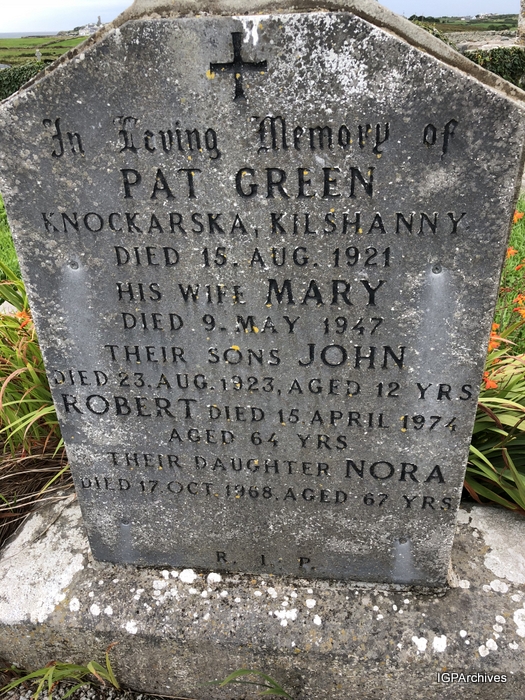 In Loving Memory of
PAT GREEN
KNOCKARSKA, KILSHANNY
DIED 15. AUG. 1921
HIS WIFE MARY
DIED 9. MAY 1947
THEIR SONS JOHN
DIED 23. AUG. 1923, AGED 12 YRS
ROBERT DIED 15. APRIL 1974
AGED 64 YRS
THEIR DAUGHTER NORA
DIED 17. OCT. 1968. AGED 67 YRS
R. I. P.
IGPArchives